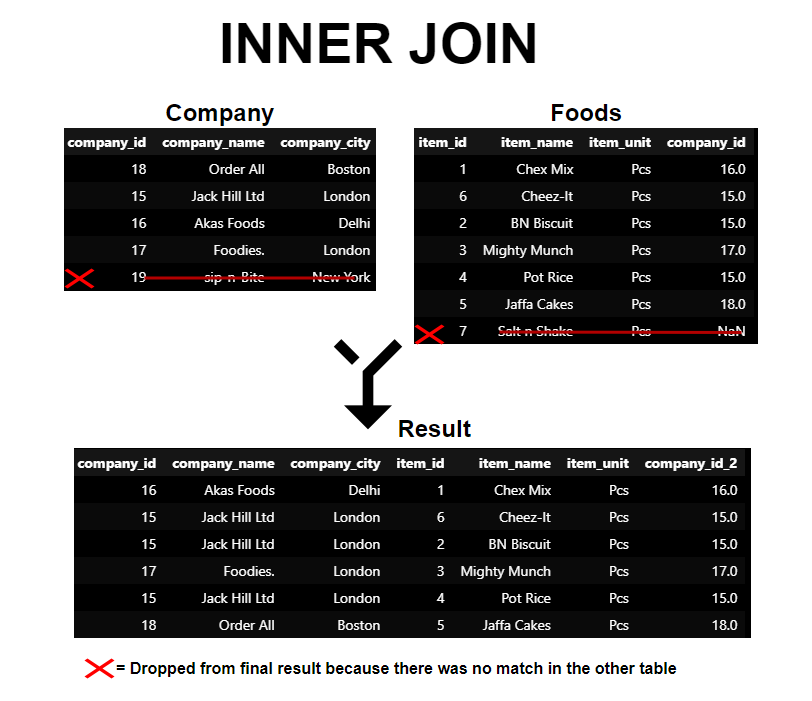 INNER JOIN
Company
company_id company_name company_city
18 Order All Boston
15 Jack Hill Ltd London
16 Akas Foods Delhi
17 Foodies. London
19 sip-n-Bite New York
Foods
item_id item_name item_unit company_id
1 Chex Mix Pcs 16.0
6 Cheez-It Pcs 15.0
2 BN Biscuit Pcs 15.0
3 Mighty Munch Pcs 17.0
4 Pot Rice Pcs 15.0
5 Jaffa Cakes Pcs 18.0
7 Salt n Shake Pcs NaN
Result
company_id company_name company_city item_id item_name item_unit company_id_2
16 Akas Foods Delhi 1 Chex Mix Pcs 16.0
15 Jack Hill Ltd London 6 Cheez-It Pcs 15.0
15 Jack Hill Ltd London 2 BN Biscuit Pcs 15.0
17 Foodies. London 3 Mighty Munch Pcs 17.0
15 Jack Hill Ltd London 4 Pot Rice Pcs 15.0
18 Order All Boston 5 Jaffa Cakes Pcs 18.0
= Dropped from final result because there was no match in the other table